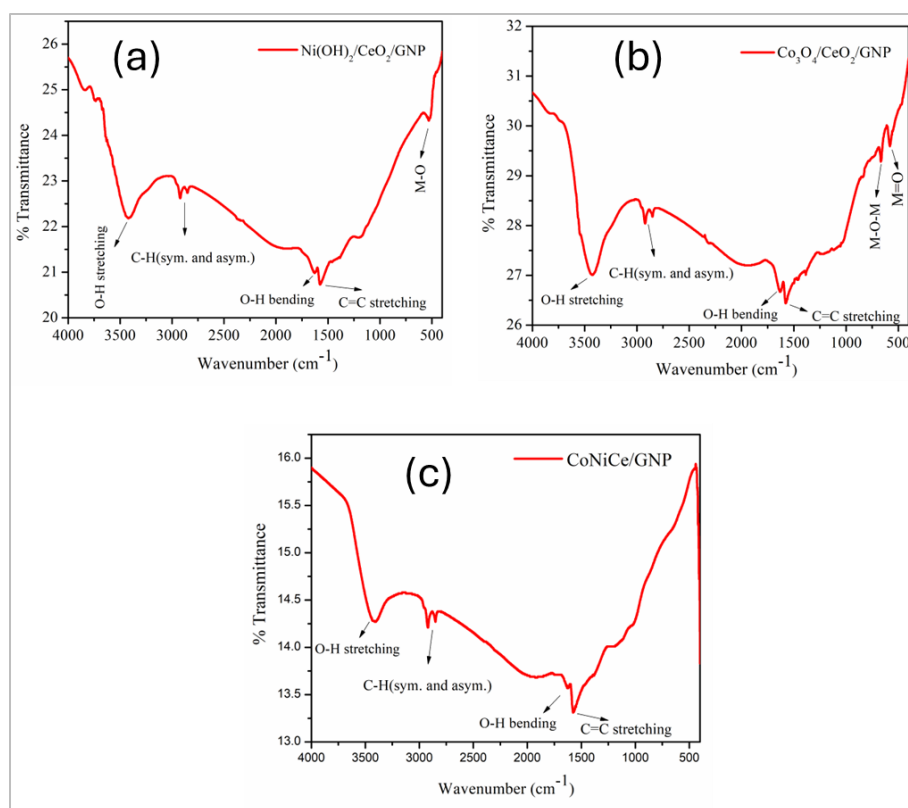 (a)
Ni(OH)2/CeO2/GNP
26
25
24
23
22
21
20
% Transmittance
O-H stretching
C-H(sym. and asym.)
O-H bending
C=C stretching
M-O
4000 3500 3000 2500 2000 1500 1000 500
Wavenumber (cm-1)
(b)
Co3O4/CeO2/GNP
32
31
30
29
28
27
26
% Transmittance
O-H stretching
C-H(sym. and asym.)
O-H bending
C=C stretching
M-O-M
M=O
4000 3500 3000 2500 2000 1500 1000 500
Wavenumber (cm-1)
(c)
CoNiCe/GNP
16.0
15.5
15.0
14.5
14.0
13.5
13.0
% Transmittance
O-H stretching
C-H(sym. and asym.)
O-H bending
C=C stretching
4000 3500 3000 2500 2000 1500 1000 500
Wavenumber (cm-1)